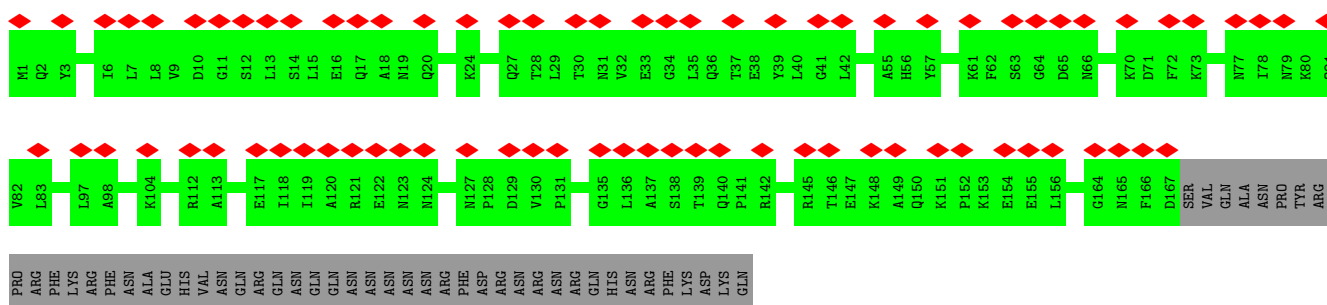 M1 Q2 Y3 I6 L7 L8 V9 D10 G11 S12 L13 S14 L15 E16 Q17 A18 N19 Q20 K24 Q27 T28 L29 T30 N31 V32 E33 G34 L35 Q36 T37 E38 Y39 L40 G41 L42 A55 H56 Y57 K61 F62 S63 G64 D65 N66 K70 D71 F72 K73 N77 I78 N79 K80
V82 L83 L97 A98 K104 R112 A113 E117 I118 I119 A120 R121 E122 N123 N124 N127 P128 D129 V130 P131 G135 L136 A137 S138 T139 Q140 P141 R142 R145 T146 E147 K148 A149 Q150 K151 P152 K153 E154 E155 L156 G164 N165 F166 D167 SER VAL GLN ALA ASN PRO TYR ARG
PRO ARG PHE LYS ARG PHE ASN ALA GLU HIS VAL ASN GLN ARG GLN ASN GLN GLN ASN ASN ASN ASN ASN ARG PHE ASP ARG ASN ARG ASN ARG GLN HIS ASN ARG PHE LYS ASP LYS GLN